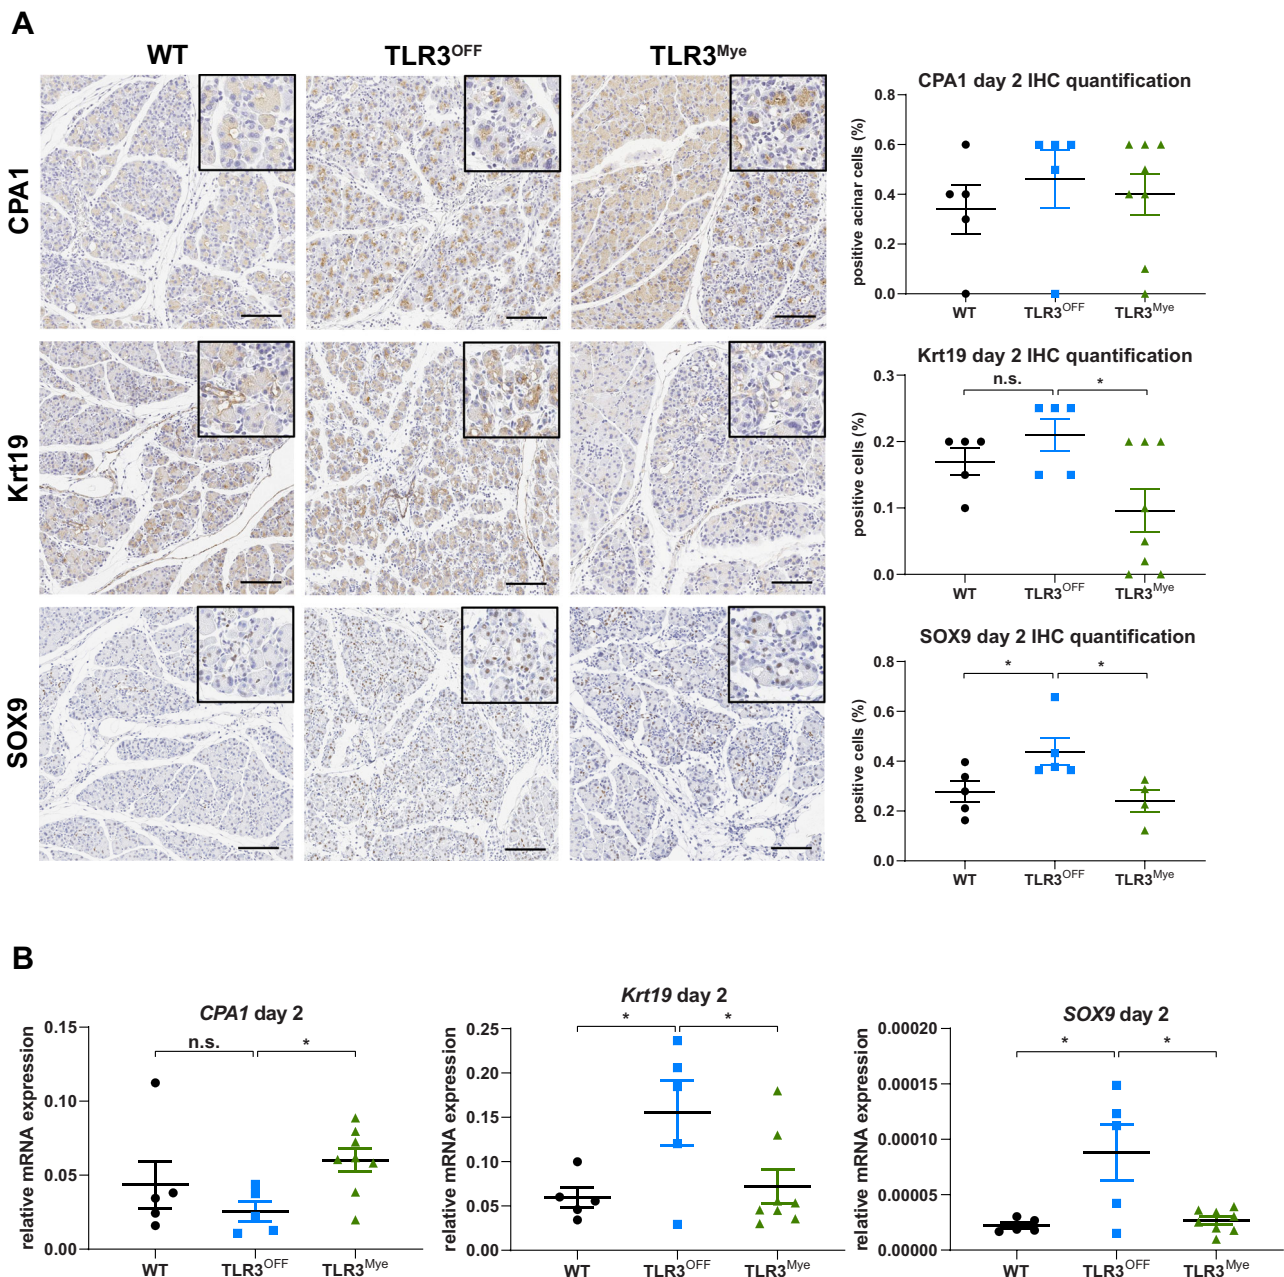 A
WT TLR3OFF TLR3Mye
CPA1
Krt19
SOX9
CPA1 day 2 IHC quantification
positive acinar cells (%)
0.8
0.6
0.4
0.2
0.0
WT TLR3OFF TLR3Mye
Krt19 day 2 IHC quantification
positive cells (%)
0.3
0.2
0.1
0.0
n.s. *
WT TLR3OFF TLR3Mye
SOX9 day 2 IHC quantification
positive cells (%)
0.8
0.6
0.4
0.2
0.0
* *
WT TLR3OFF TLR3Mye
B
CPA1 day 2
relative mRNA expression
0.15
0.10
0.05
0.00
n.s. *
WT TLR3OFF TLR3Mye
Krt19 day 2
relative mRNA expression
0.25
0.20
0.15
0.10
0.05
0.00
* *
WT TLR3OFF TLR3Mye
SOX9 day 2
relative mRNA expression
0.00020
0.00015
0.00010
0.00005
0.00000
* *
WT TLR3OFF TLR3Mye